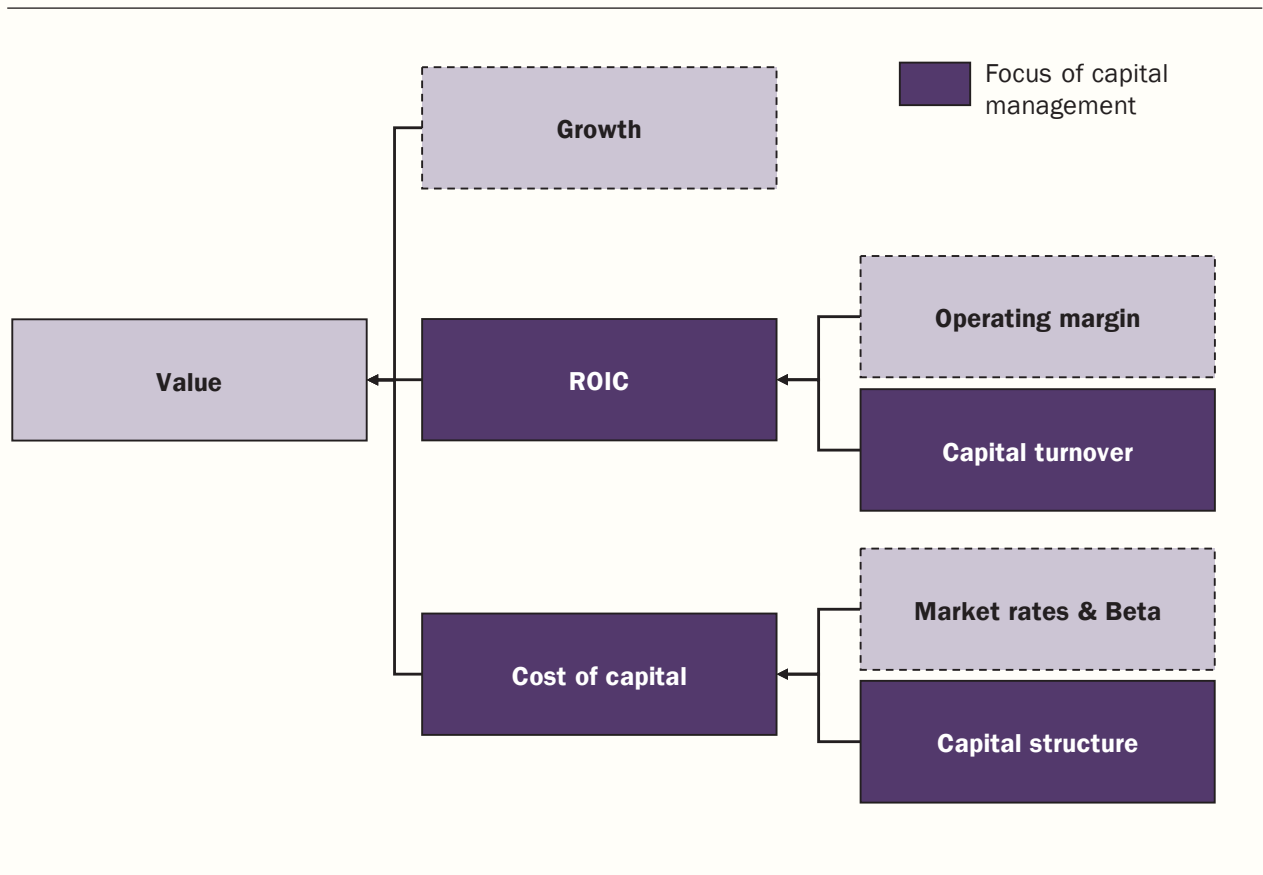 Focus of capital
management
Growth
Operating margin
Value
ROIC
Capital turnover
Market rates & Beta
Cost of capital
Capital structure